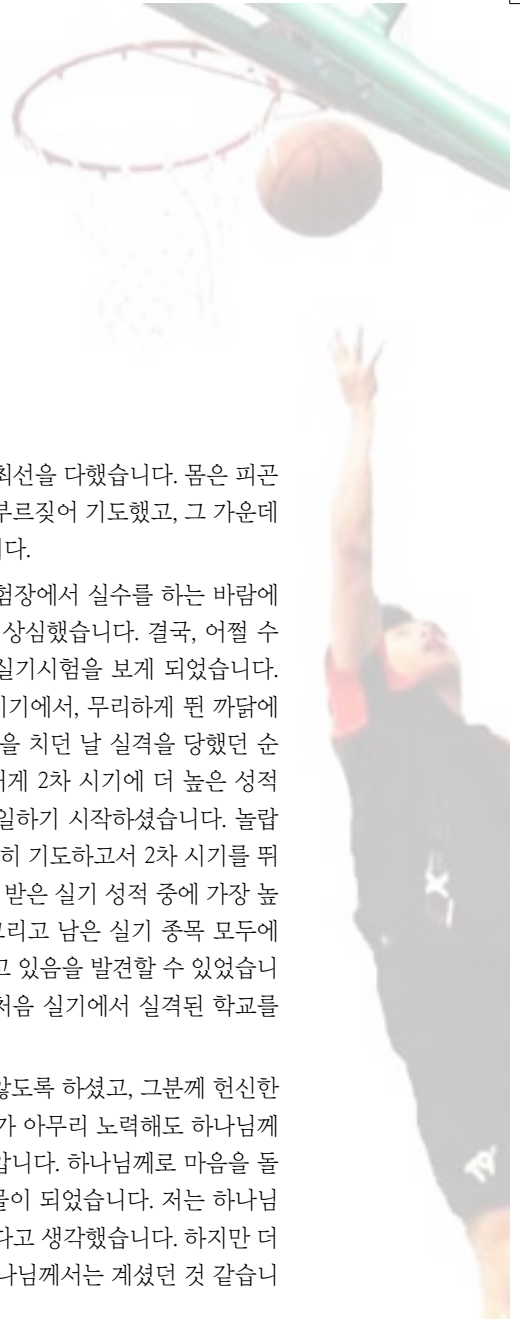 최선을 다했습니다. 몸은 피곤
부르짖어 기도했고, 그 가운데
니다.
험장에서 실수를 하는 바람에
상심했습니다. 결국, 어쩔 수
실기시험을 보게 되었습니다.
시기에서, 무리하게 뛴 까닭에
을 치던 날 실격을 당했던 순
에게 2차 시기에 더 높은 성적
일하기 시작하셨습니다. 놀랍
히 기도하고서 2차 시기를 뛰
받은 실기 성적 중에 가장 높
그리고 남은 실기 종목 모두에
고 있음을 발견할 수 있었습니
처음 실기에서 실격된 학교를
않도록 하셨고, 그분께 헌신한
가 아무리 노력해도 하나님께
압니다. 하나님께로 마음을 돌
물이 되었습니다. 저는 하나님
다고 생각했습니다. 하지만 더
나님께서는 계셨던 것 같습니